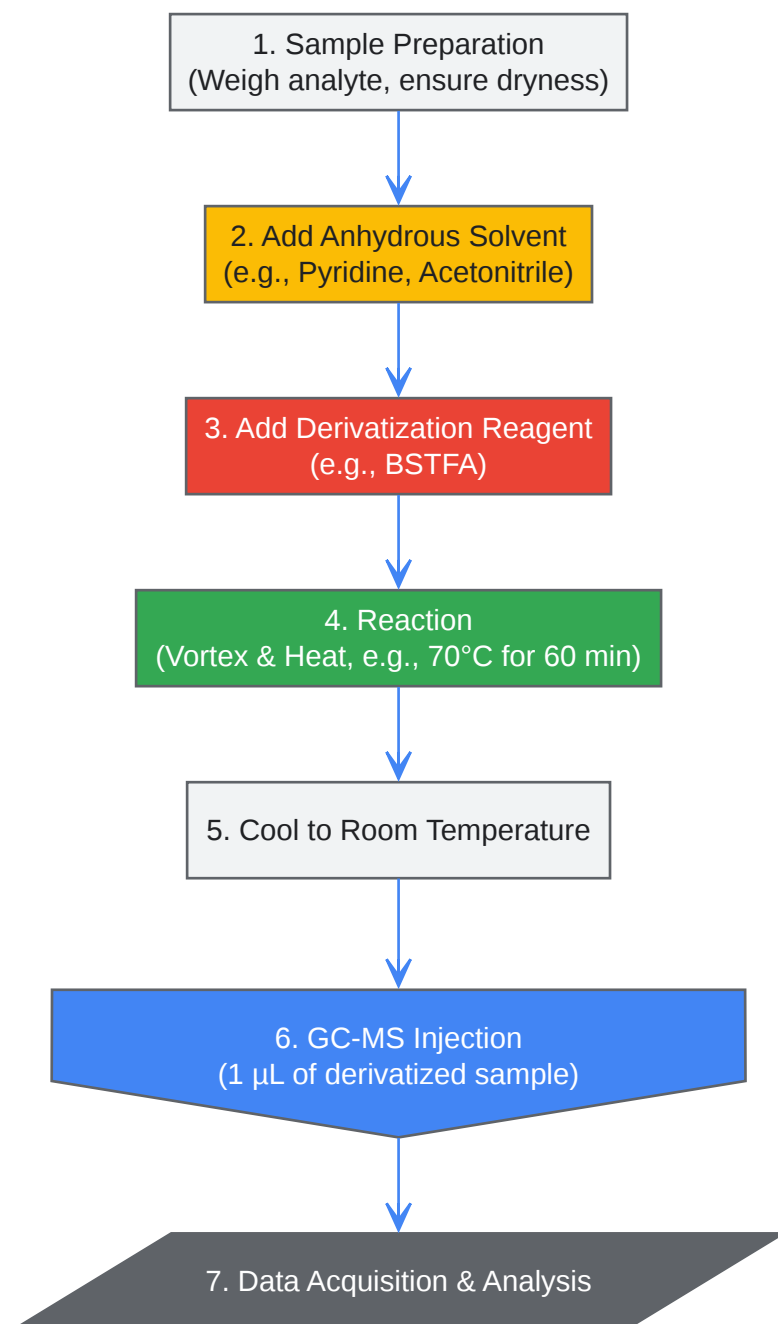 1. Sample Preparation
(Weigh analyte, ensure dryness)
2. Add Anhydrous Solvent
(e.g., Pyridine, Acetonitrile)
3. Add Derivatization Reagent
(e.g., BSTFA)
4. Reaction
(Vortex & Heat, e.g., 70°C for 60 min)
5. Cool to Room Temperature
6. GC-MS Injection
(1 µL of derivatized sample)
7. Data Acquisition & Analysis